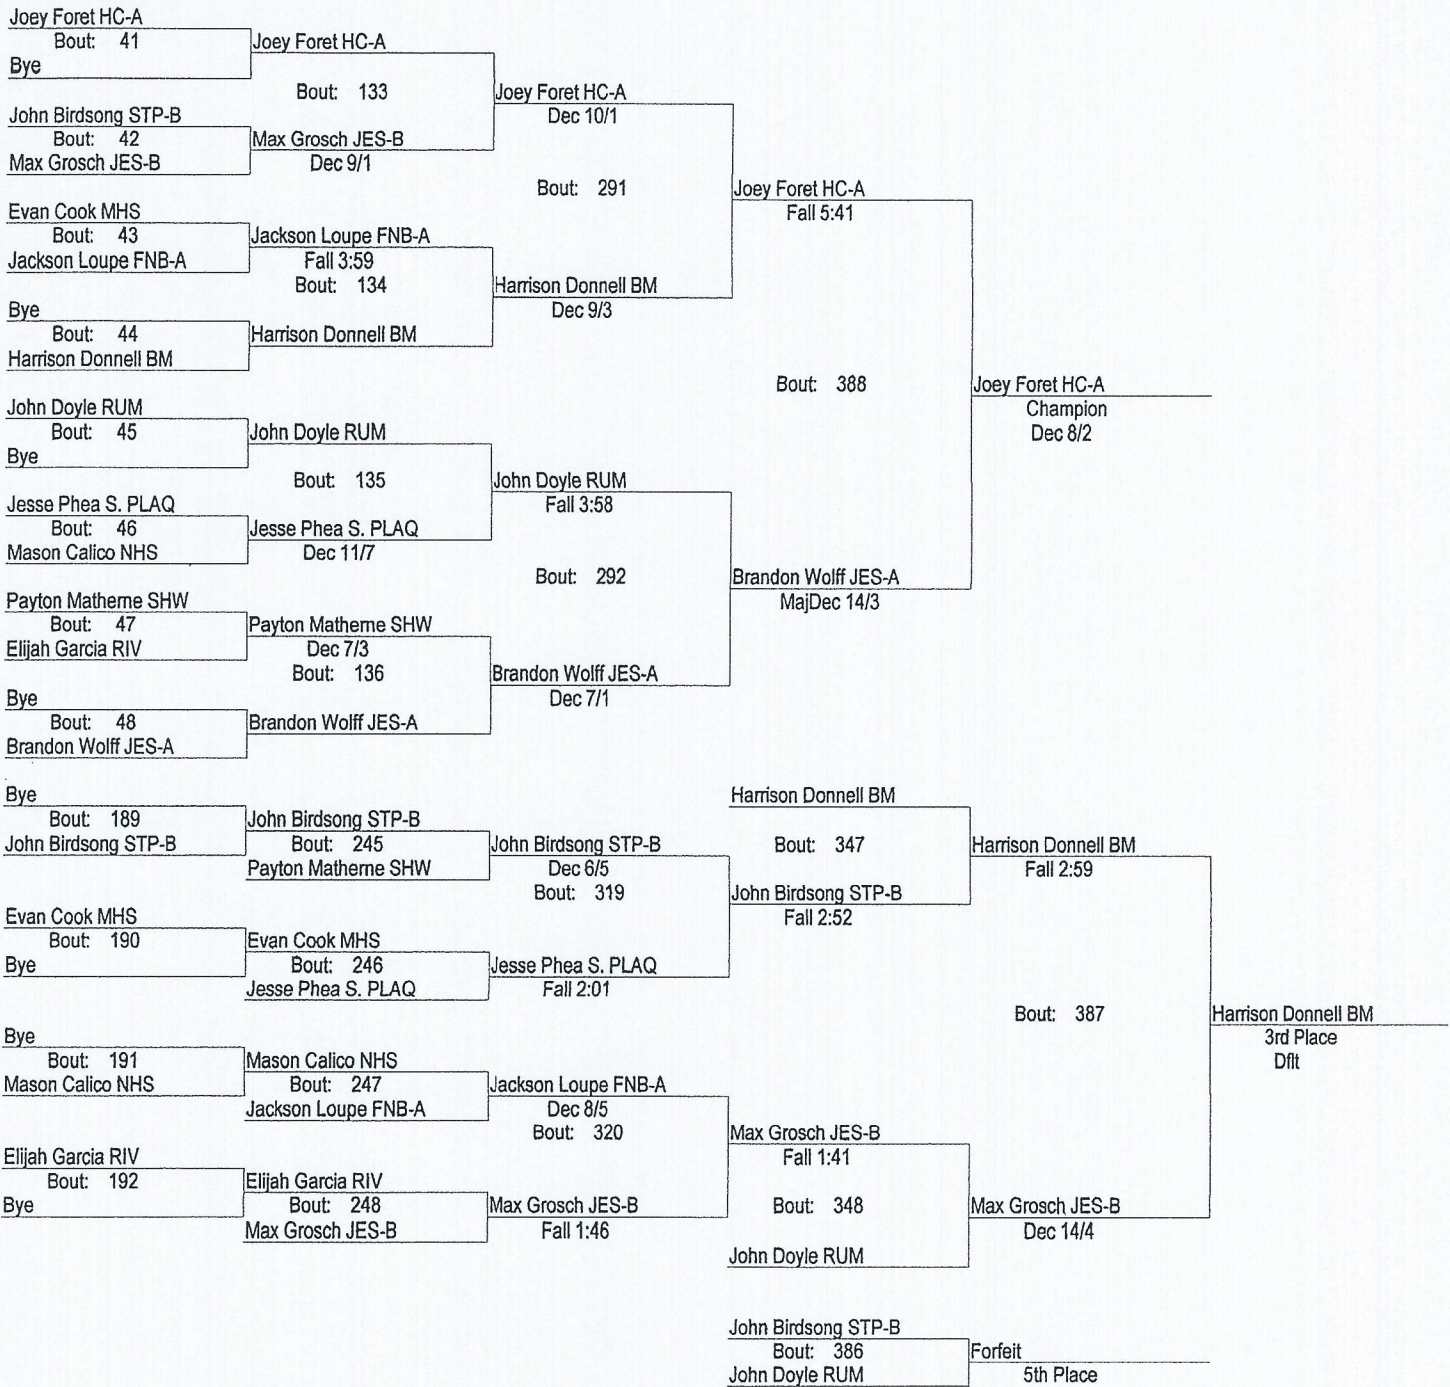 Joey Foret HC-A
Bout: 41
Bye
Joey Foret HC-A
Bout: 133
John Birdsong STP-B
Bout: 42
Max Grosch JES-B
Max Grosch JES-B
Dec 9/1
Joey Foret HC-A
Dec 10/1
Bout: 291
Evan Cook MHS
Bout: 43
Jackson Loupe FNB-A
Jackson Loupe FNB-A
Fall 3:59
Bout: 134
Bye
Bout: 44
Harrison Donnell BM
Harrison Donnell BM
Harrison Donnell BM
Dec 9/3
Joey Foret HC-A
Fall 5:41
Bout: 388
John Doyle RUM
Bout: 45
Bye
John Doyle RUM
Bout: 135
Jesse Phea S. PLAQ
Bout: 46
Mason Calico NHS
Jesse Phea S. PLAQ
Dec 11/7
John Doyle RUM
Fall 3:58
Bout: 292
Payton Matherne SHW
Bout: 47
Elijah Garcia RIV
Payton Matherne SHW
Dec 7/3
Bout: 136
Bye
Bout: 48
Brandon Wolff JES-A
Brandon Wolff JES-A
Brandon Wolff JES-A
Dec 7/1
Brandon Wolff JES-A
MajDec 14/3
Joey Foret HC-A
Champion
Dec 8/2
Bye
Bout: 189
John Birdsong STP-B
John Birdsong STP-B
Bout: 245
Payton Matherne SHW
John Birdsong STP-B
Dec 6/5
Bout: 319
Evan Cook MHS
Bout: 190
Bye
Evan Cook MHS
Bout: 246
Jesse Phea S. PLAQ
Jesse Phea S. PLAQ
Fall 2:01
Harrison Donnell BM
Bout: 347
John Birdsong STP-B
Fall 2:52
Harrison Donnell BM
Fall 2:59
Bout: 387
Bye
Bout: 191
Mason Calico NHS
Mason Calico NHS
Bout: 247
Jackson Loupe FNB-A
Jackson Loupe FNB-A
Dec 8/5
Bout: 320
Elijah Garcia RIV
Bout: 192
Bye
Elijah Garcia RIV
Bout: 248
Max Grosch JES-B
Max Grosch JES-B
Fall 1:46
Max Grosch JES-B
Fall 1:41
Bout: 348
John Doyle RUM
Max Grosch JES-B
Dec 14/4
Harrison Donnell BM
3rd Place
Dflt
John Birdsong STP-B
Bout: 386
John Doyle RUM
Forfeit
5th Place